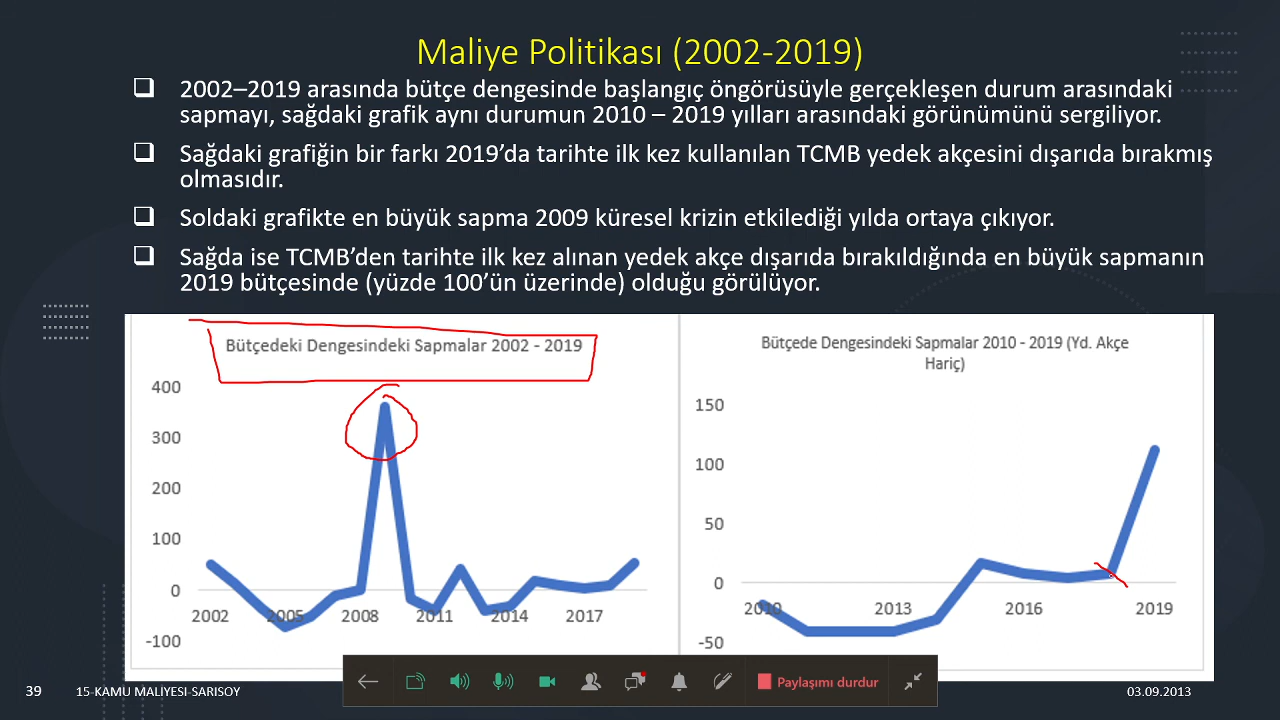 Maliye Politikası (2002-2019)
2002–2019 arasında bütçe dengesinde başlangıç öngörüsüyle gerçekleşen durum arasındaki
sapmayı, sağdaki grafik aynı durumun 2010 – 2019 yılları arasındaki görünümünü sergiliyor.
Sağdaki grafiğin bir farkı 2019’da tarihte ilk kez kullanılan TCMB yedek akçesini dışarıda bırakmış
olmasıdır.
Soldaki grafikte en büyük sapma 2009 küresel krizin etkilediği yılda ortaya çıkıyor.
Sağda ise TCMB’den tarihte ilk kez alınan yedek akçe dışarıda bırakıldığında en büyük sapmanın
2019 bütçesinde (yüzde 100’ün üzerinde) olduğu görülüyor.
Bütçedeki Dengesindeki Sapmalar 2002 - 2019
400
300
200
100
0
-100
2002 2005 2008 2011 2014 2017
Bütçede Dengesindeki Sapmalar 2010 - 2019 (Yd. Akçe
Hariç)
150
100
50
0
-50
2010 2013 2016 2019
Paylaşımı durdur
39 15-KAMU MALIYESI-SARISOY 03.09.2013